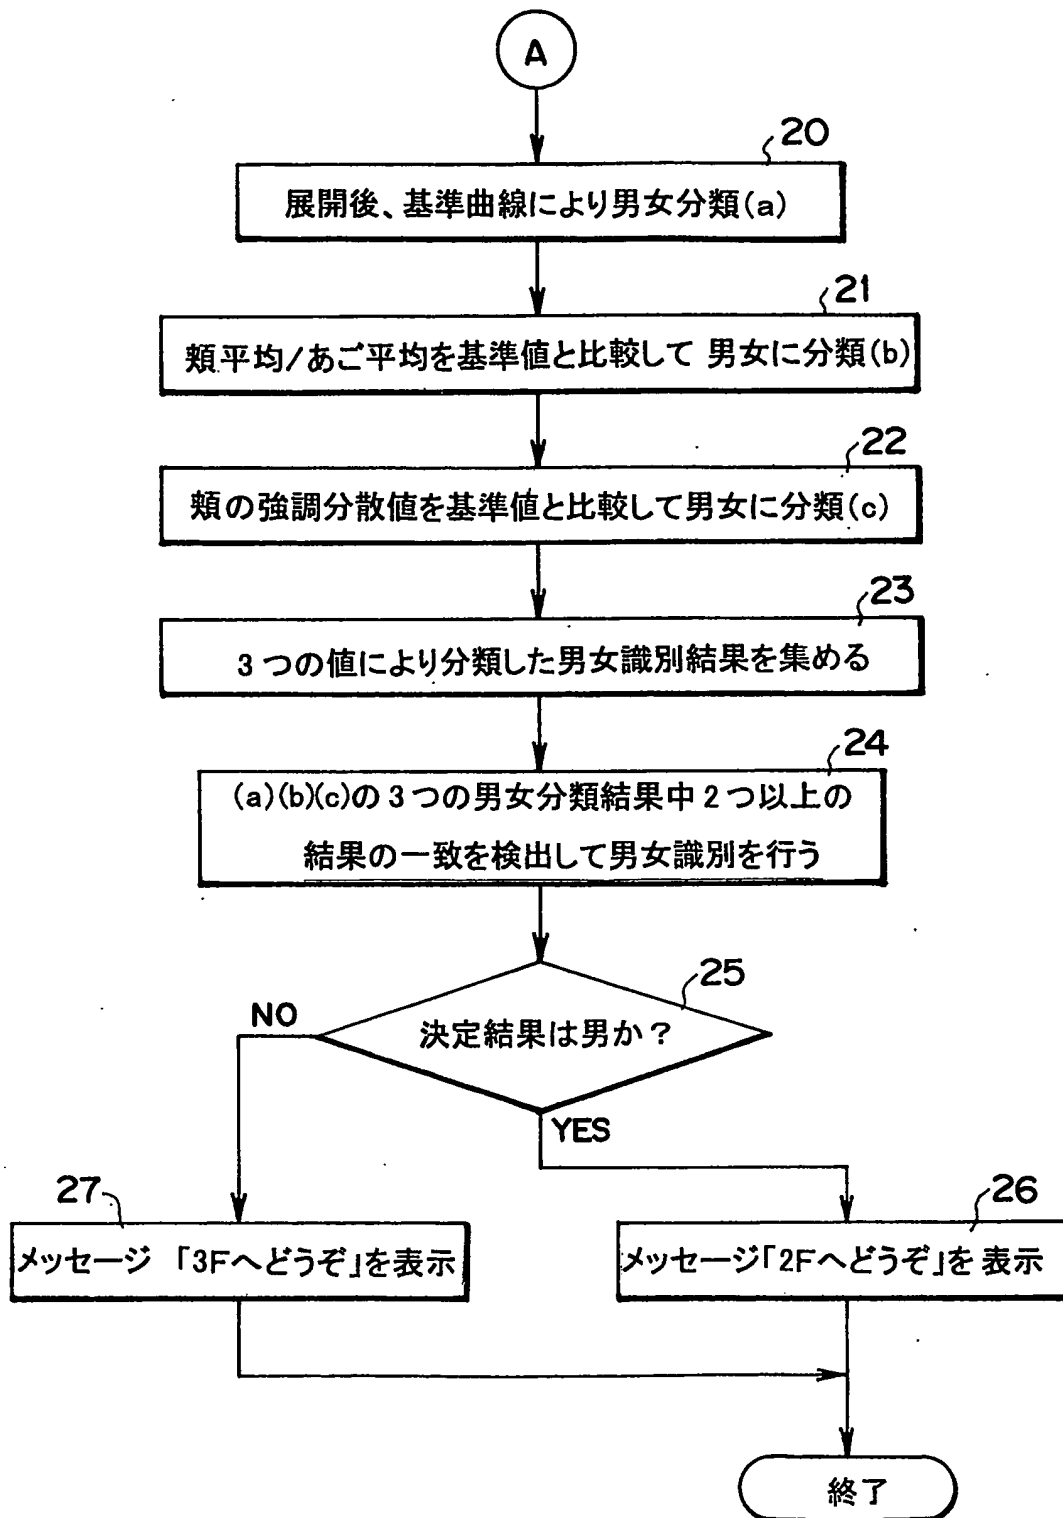 A
20
展開後、基準曲線により男女分類(a)
21
頬平均/あご平均を基準値と比較して 男女に分類(b)
22
頬の強調分散値を基準値と比較して男女に分類(c)
23
3つの値により分類した男女識別結果を集める
24
(a)(b)(c)の3つの男女分類結果中2つ以上の
結果の一致を検出して男女識別を行う
25
決定結果は男か?
NO
YES
27
メッセージ 「3Fへどうぞ」を表示
26
メッセージ「2Fへどうぞ」を 表示
終了